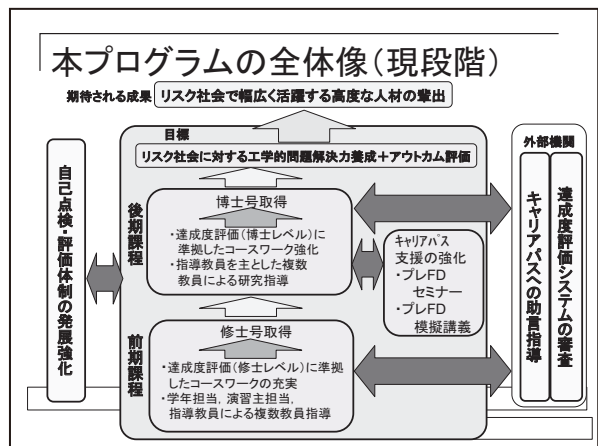 本プログラムの全体像(現段階)
期待される成果
リスク社会で幅広く活躍する高度な人材の輩出
目標
リスク社会に対する工学的問題解決力養成＋アウトカム評価
自己点検・評価体制の発展強化
後期課程
博士号取得
・達成度評価(博士レベル)に
準拠したコースワーク強化
・指導教員を主とした複数
教員による研究指導
キャリアパス
支援の強化
・プレFD
セミナー
・プレFD
模擬講義
前期課程
修士号取得
・達成度評価(修士レベル)に準拠
したコースワークの充実
・学年担当，演習主担当，
指導教員による複数教員指導
外部機関
達成度評価システムの審査
キャリアパスへの助言指導